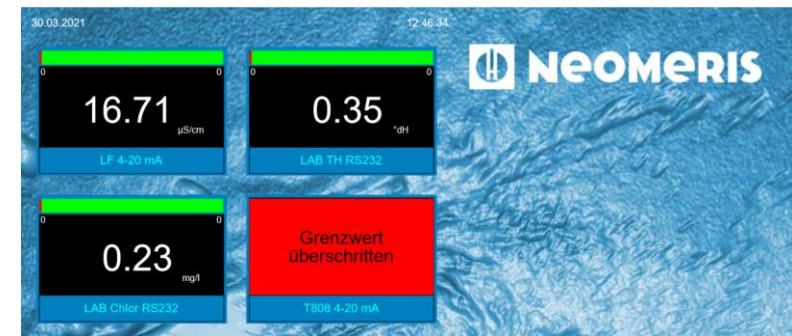 30.03.2021
12:46:34
NEOMERIS
0 0
16.71 µS/cm
LF 4-20 mA
0 0
0.35 °dH
LAB TH RS232
0 0
0.23 mg/l
LAB Chlor RS232
Grenzwert
überschritten
T808 4-20 mA